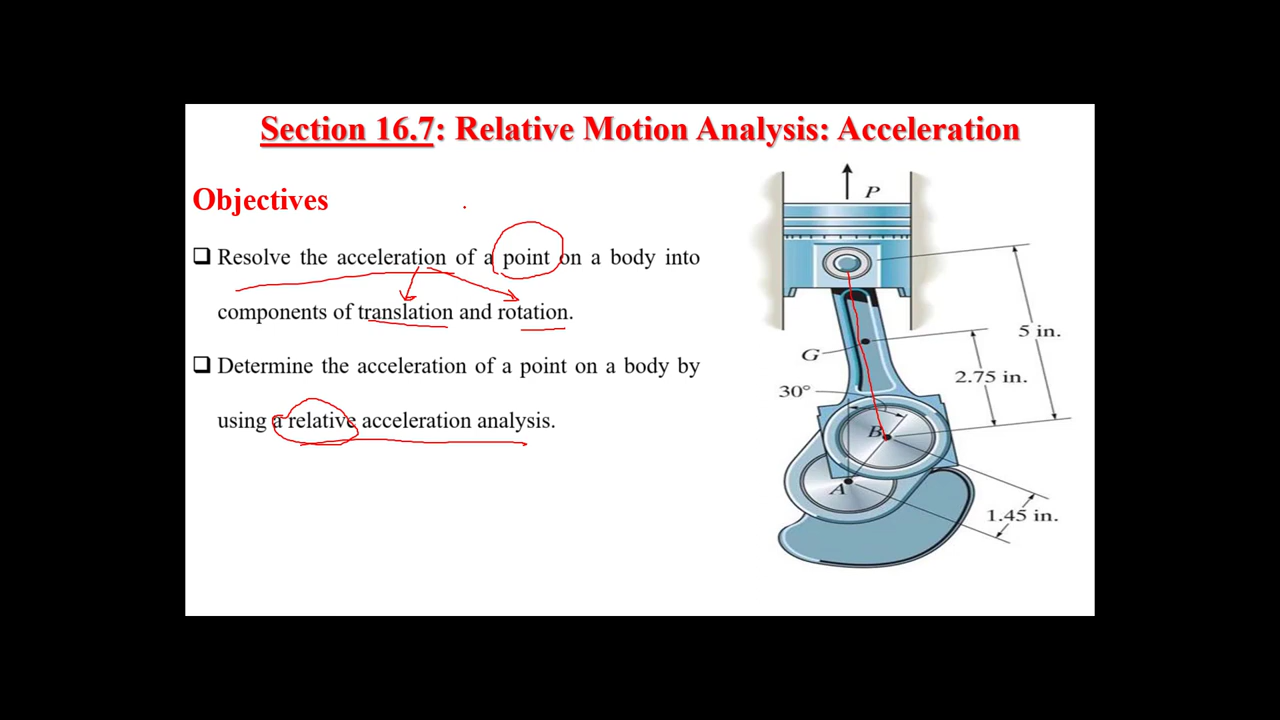 Section 16.7: Relative Motion Analysis: Acceleration
Objectives
❑ Resolve the acceleration of a point on a body into
components of translation and rotation.
❑ Determine the acceleration of a point on a body by
using a relative acceleration analysis.
P
5 in.
G
2.75 in.
30°
B
A
1.45 in.